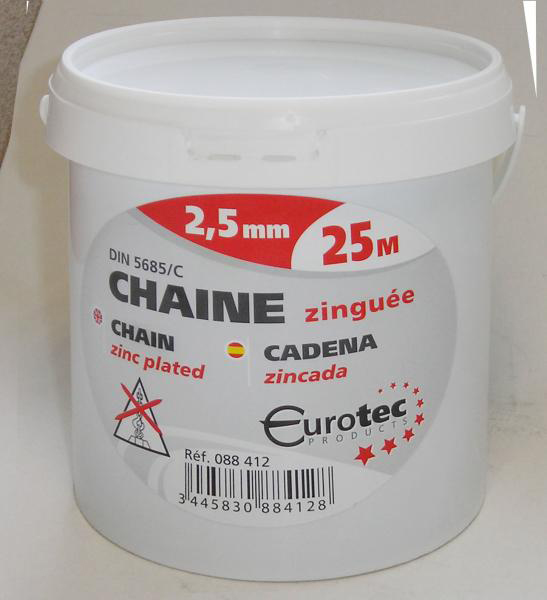 2,5mm
25M
DIN 5685/C
CHAINE zinguée
CHAIN
zinc plated
CADENA
zincada
Eurotec
PRODUCTS
Réf. 088 412
3 445830 884128